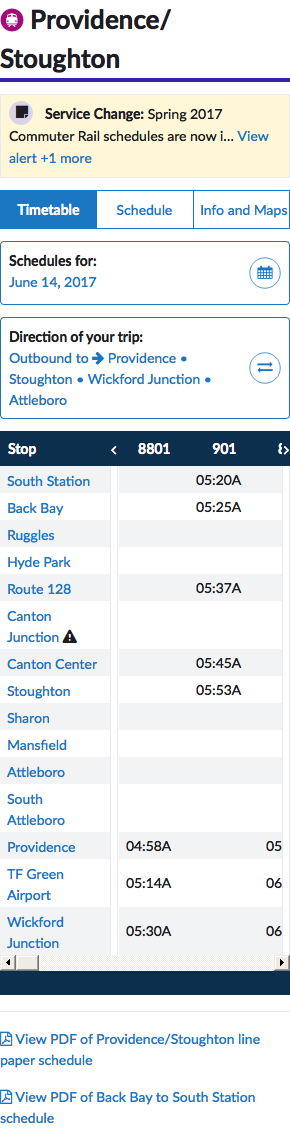 Providence/
Stoughton
Service Change: Spring 2017
Commuter Rail schedules are now i... View
alert +1 more
Timetable Schedule Info and Maps
Schedules for:
June 14, 2017
Direction of your trip:
Outbound to → Providence •
Stoughton • Wickford Junction •
Attleboro
Stop 8801 901
South Station 05:20A
Back Bay 05:25A
Ruggles
Hyde Park
Route 128 05:37A
Canton
Junction
Canton Center 05:45A
Stoughton 05:53A
Sharon
Mansfield
Attleboro
South
Attleboro
Providence 04:58A 05
TF Green
Airport 05:14A 06
Wickford
Junction 05:30A 06
View PDF of Providence/Stoughton line
paper schedule
View PDF of Back Bay to South Station
schedule